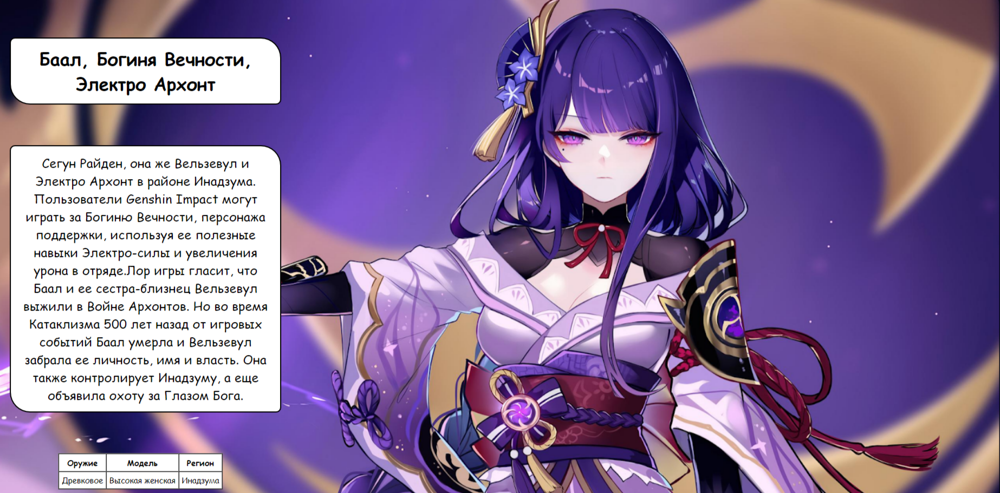 Баал, Богиня Вечности,
Электро Архонт
Сегун Райден, она же Вельзевул и
Электро Архонт в районе Инадзума.
Пользователи Genshin Impact могут
играть за Богиню Вечности, персонажа
поддержки, используя ее полезные
навыки Электро-силы и увеличения
урона в отряде.Лор игры гласит, что
Баал и ее сестра-близнец Вельзевул
выжили в Войне Архонтов. Но во время
Катаклизма 500 лет назад от игровых
событий Баал умерла и Вельзевул
забрала ее личность, имя и власть. Она
также контролирует Инадзуму, а еще
объявила охоту за Глазом Бога.
Оружие Модель Регион
Древковое Высокая женская Инадзума